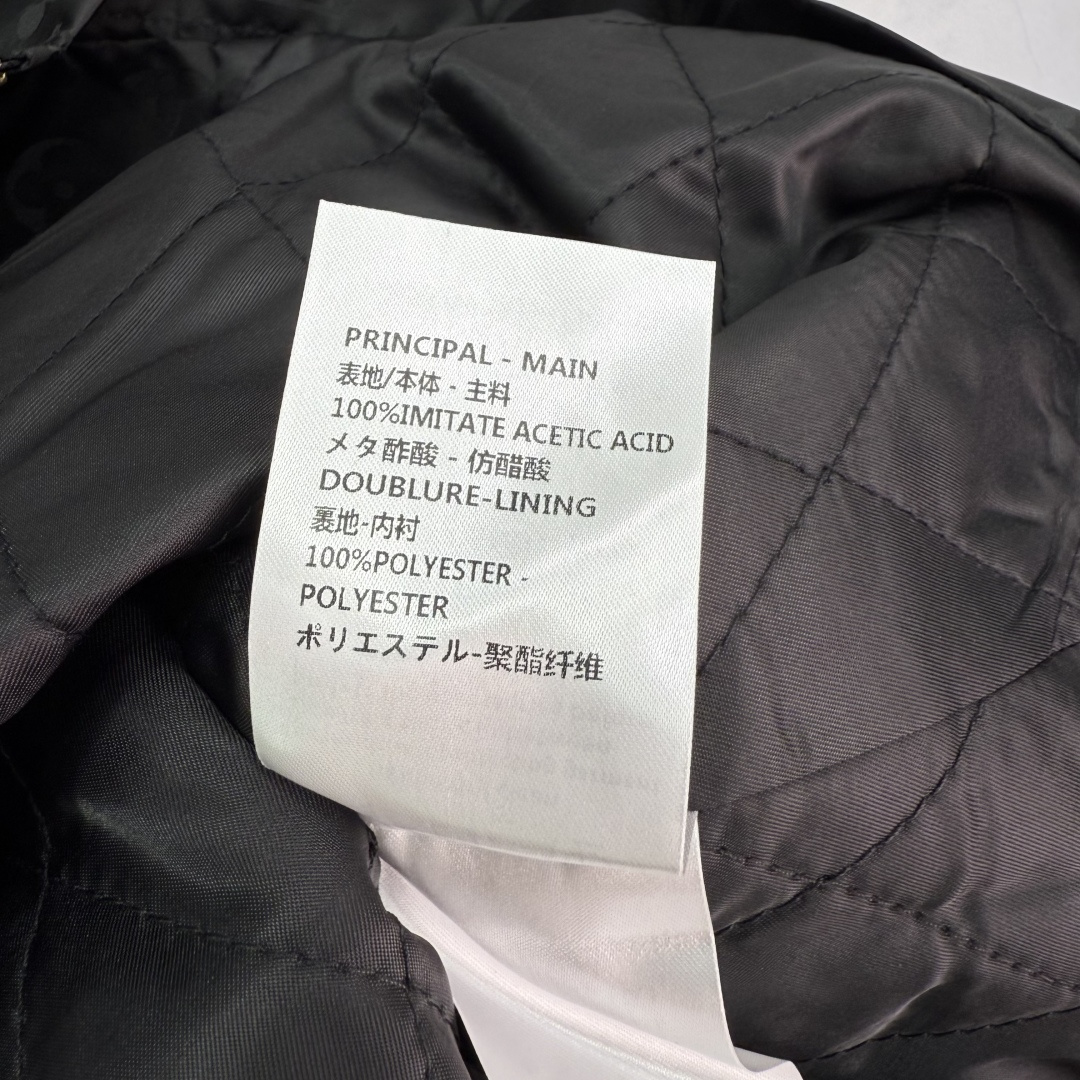 PRINCIPAL - MAIN
表地/本体 - 主料
100%IMITATE ACETIC ACID
メタ酢酸 - 仿醋酸
DOUBLURE-LINING
裏地-内衬
100%POLYESTER -
POLYESTER
ポリエステル-聚酯纤维